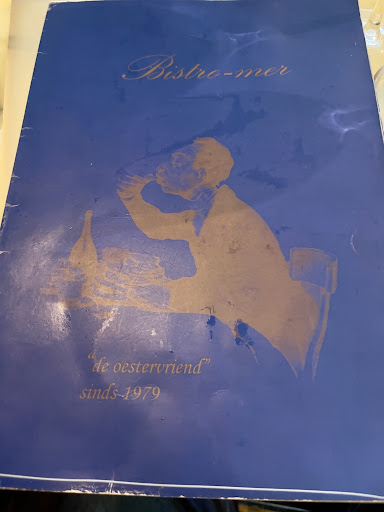 Bistro-mer
"de oestervriend"
sinds 1979